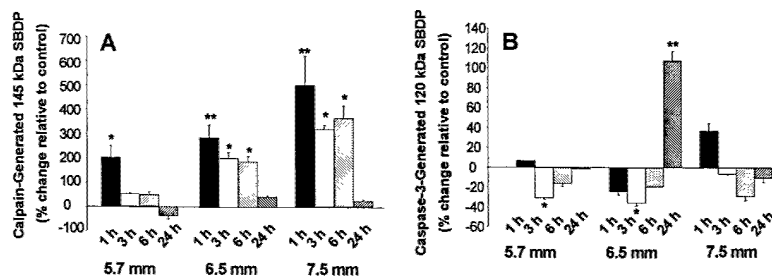 A
Calpain-Generated 145 kDa SBDP
(% change relative to control)
700
600
500
400
300
200
100
0
-100
*
**
*
*
**
*
*
1 h
3 h
6 h
24 h
1 h
3 h
6 h
24 h
1 h
3 h
6 h
24 h
5.7 mm
6.5 mm
7.5 mm
B
Caspase-3-Generated 120 kDa SBDP
(% change relative to control)
140
120
100
80
60
40
20
0
-20
-40
-60
*
*
**
1 h
3 h
6 h
24 h
1 h
3 h
6 h
24 h
1 h
3 h
6 h
24 h
5.7 mm
6.5 mm
7.5 mm